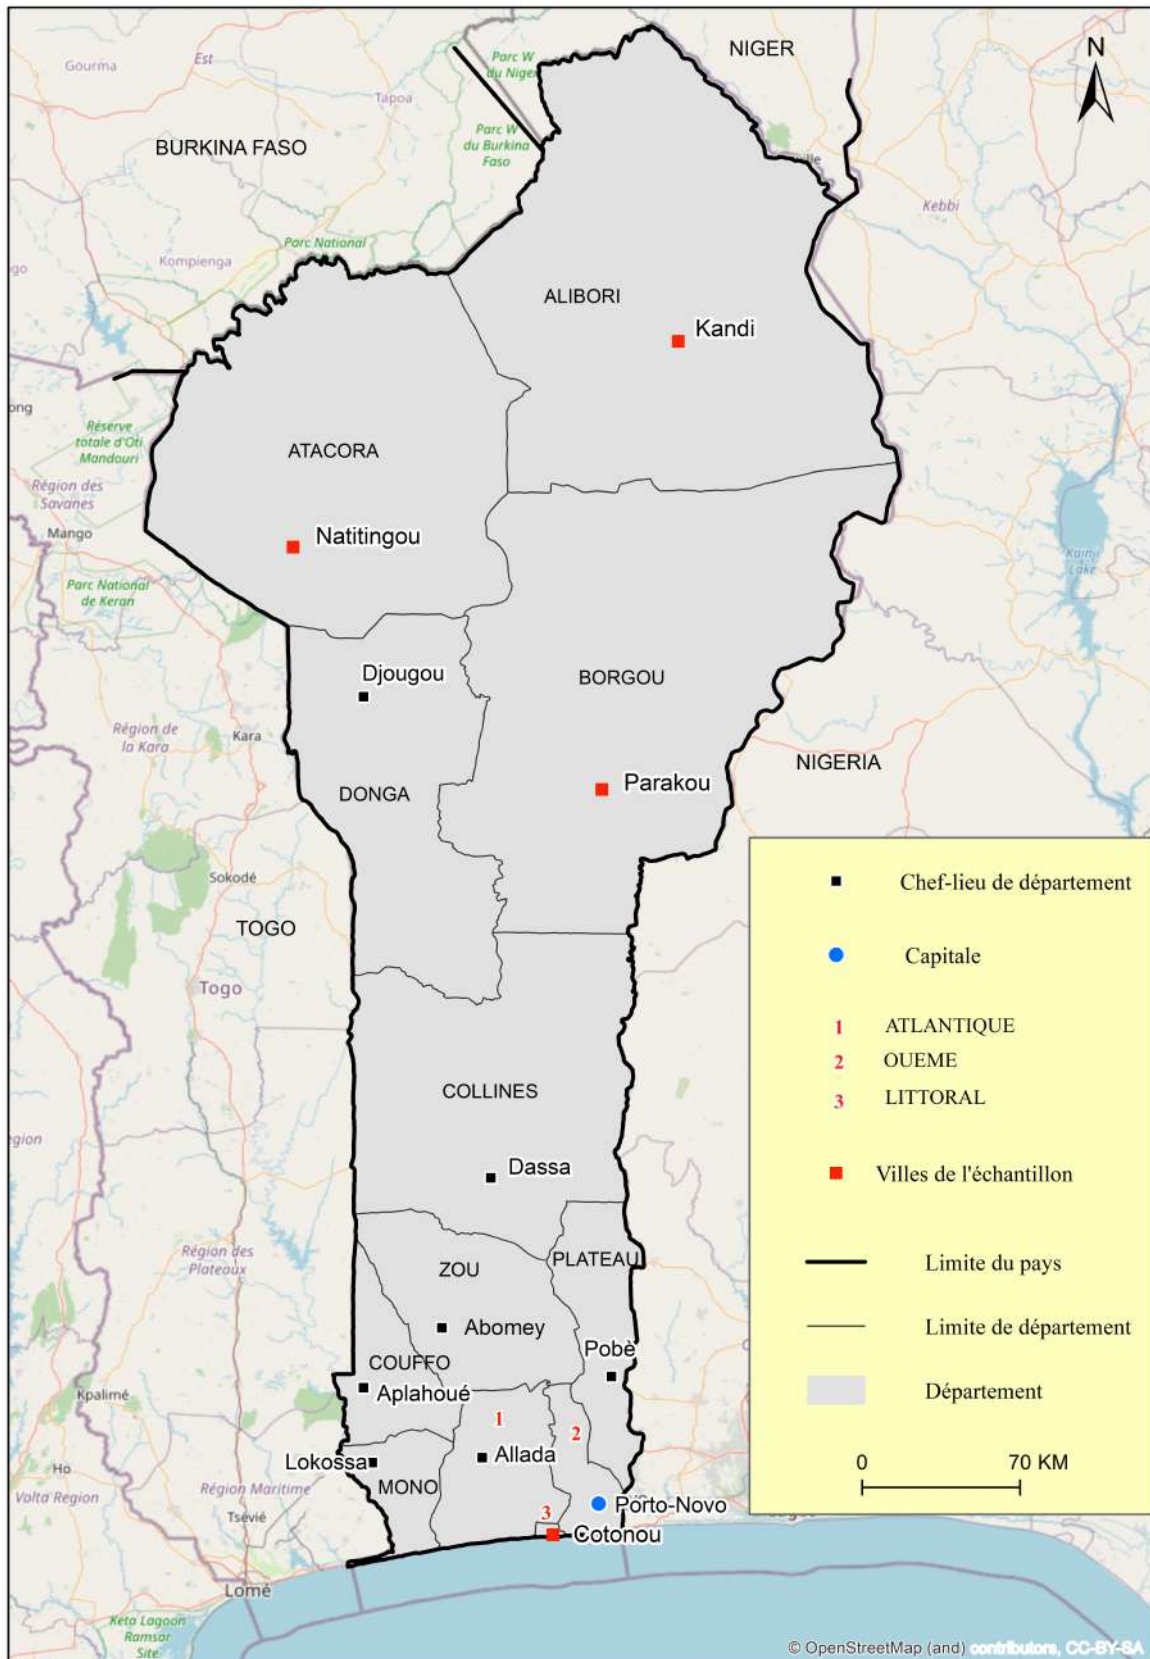 NIGER
N
Gourma
Est
Parc W
du Niger
Tapoa
Parc W
du Burkina
Faso
BURKINA FASO
ville
Kebbi
Parc National
go
Kompienga
ALIBORI
Kandi
ong
Réserve
totale d'Oti
Mandouri
ATACORA
Région des
Savanes
Mango
Natitingou
Kainji
Lake
Parc National
de Keran
Djougou
BORGOU
Région de
la Kara
Kara
NIGERIA
Parakou
DONGA
Sokodé
TOGO
Togo
Chef-lieu de département
Capitale
1 ATLANTIQUE
2 OUEME
3 LITTORAL
Villes de l'échantillon
Limite du pays
Limite de département
Département
0 70 KM
COLLINES
egion
Dassa
Région des
Plateaux
ZOU
PLATEAU
Abomey
Pobè
COUFFO
Aplahoué
Kpalimé
1
2
Allada
Lokossa
MONO
Ho
Volta Region
Région Maritime
Tsévié
Porto-Novo
3
Cotonou
Lomé
Keta Lagoon
Ramsar
Site
© OpenStreetMap (and) contributors, CC-BY-SA